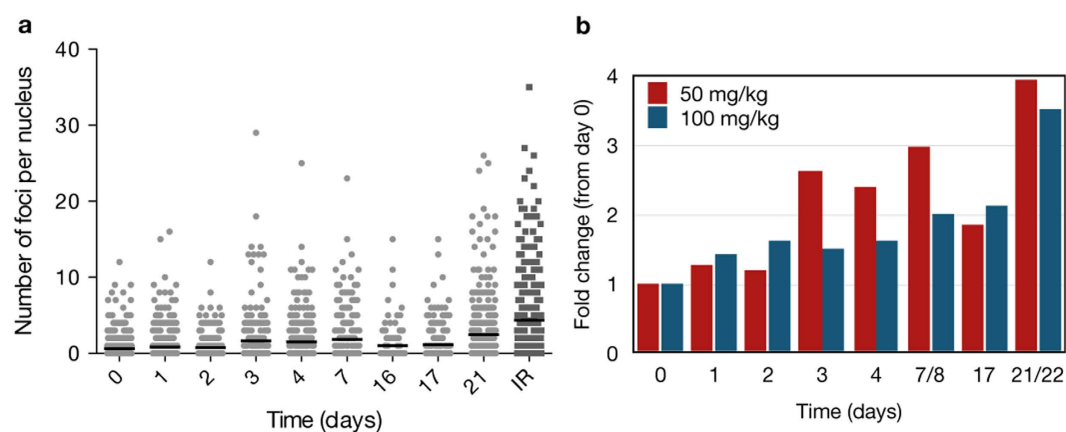 a
Number of foci per nucleus
40
30
20
10
0
0 1 2 3 4 7 16 17 21 IR
Time (days)
b
Fold change (from day 0)
4
3
2
1
0
50 mg/kg
100 mg/kg
0 1 2 3 4 7/8 17 21/22
Time (days)